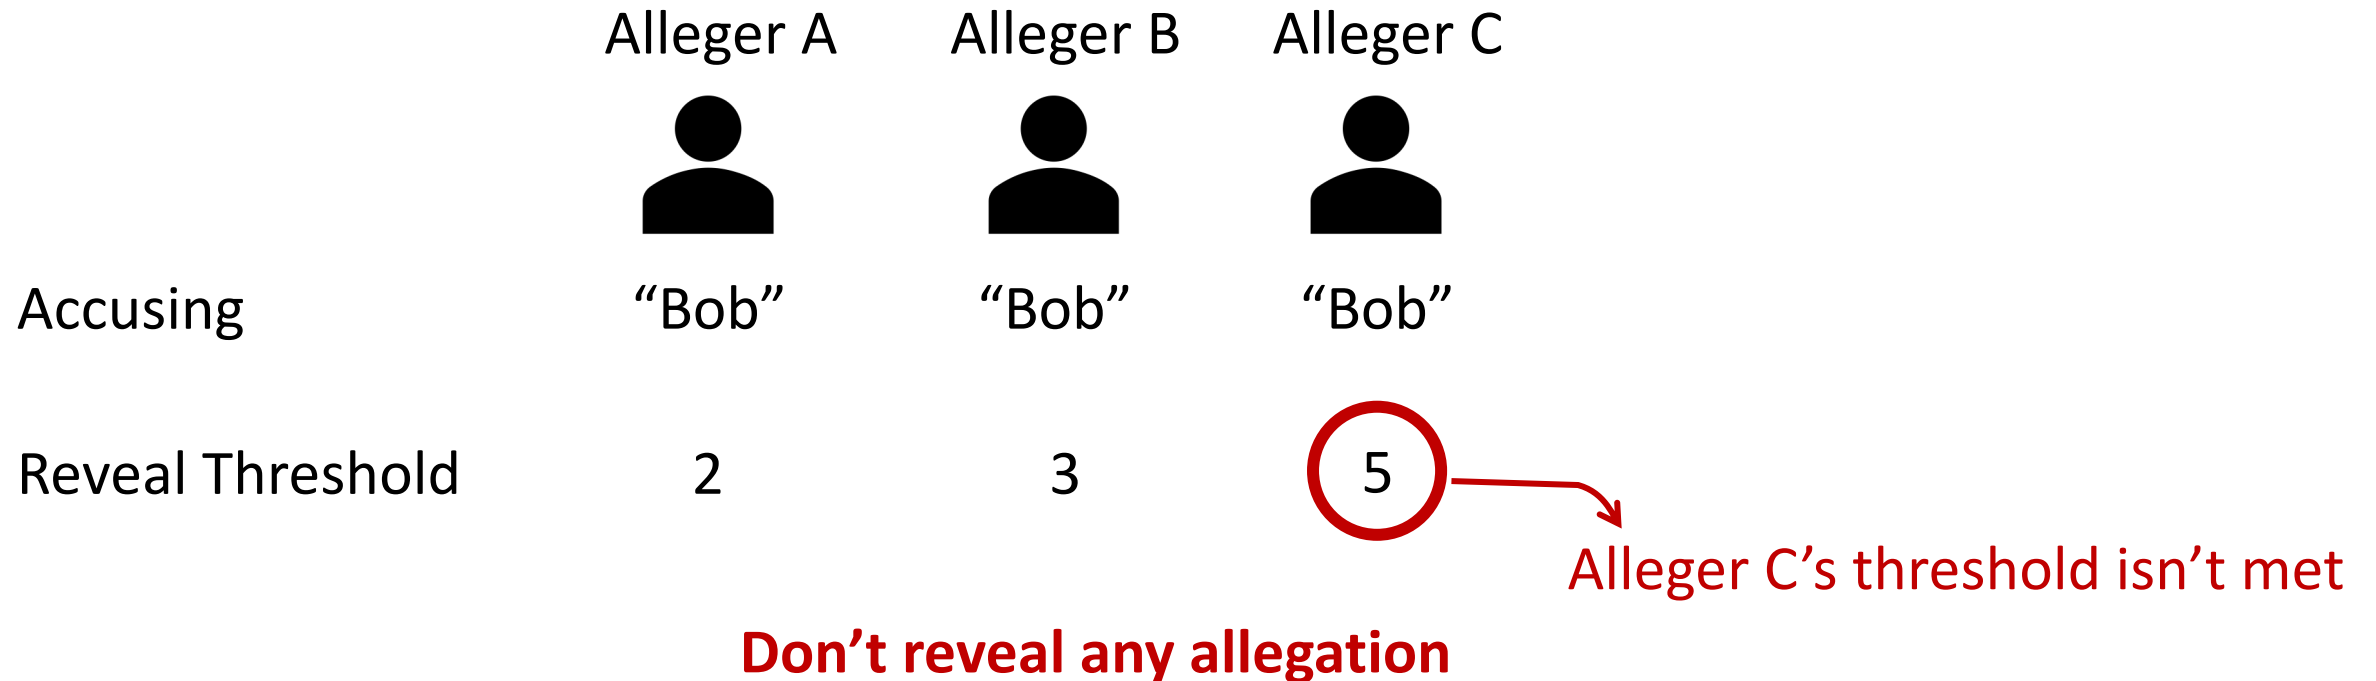 Alleger A Alleger B Alleger C
Accusing “Bob” “Bob” “Bob”
Reveal Threshold 2 3 5
Alleger C’s threshold isn’t met
Don’t reveal any allegation